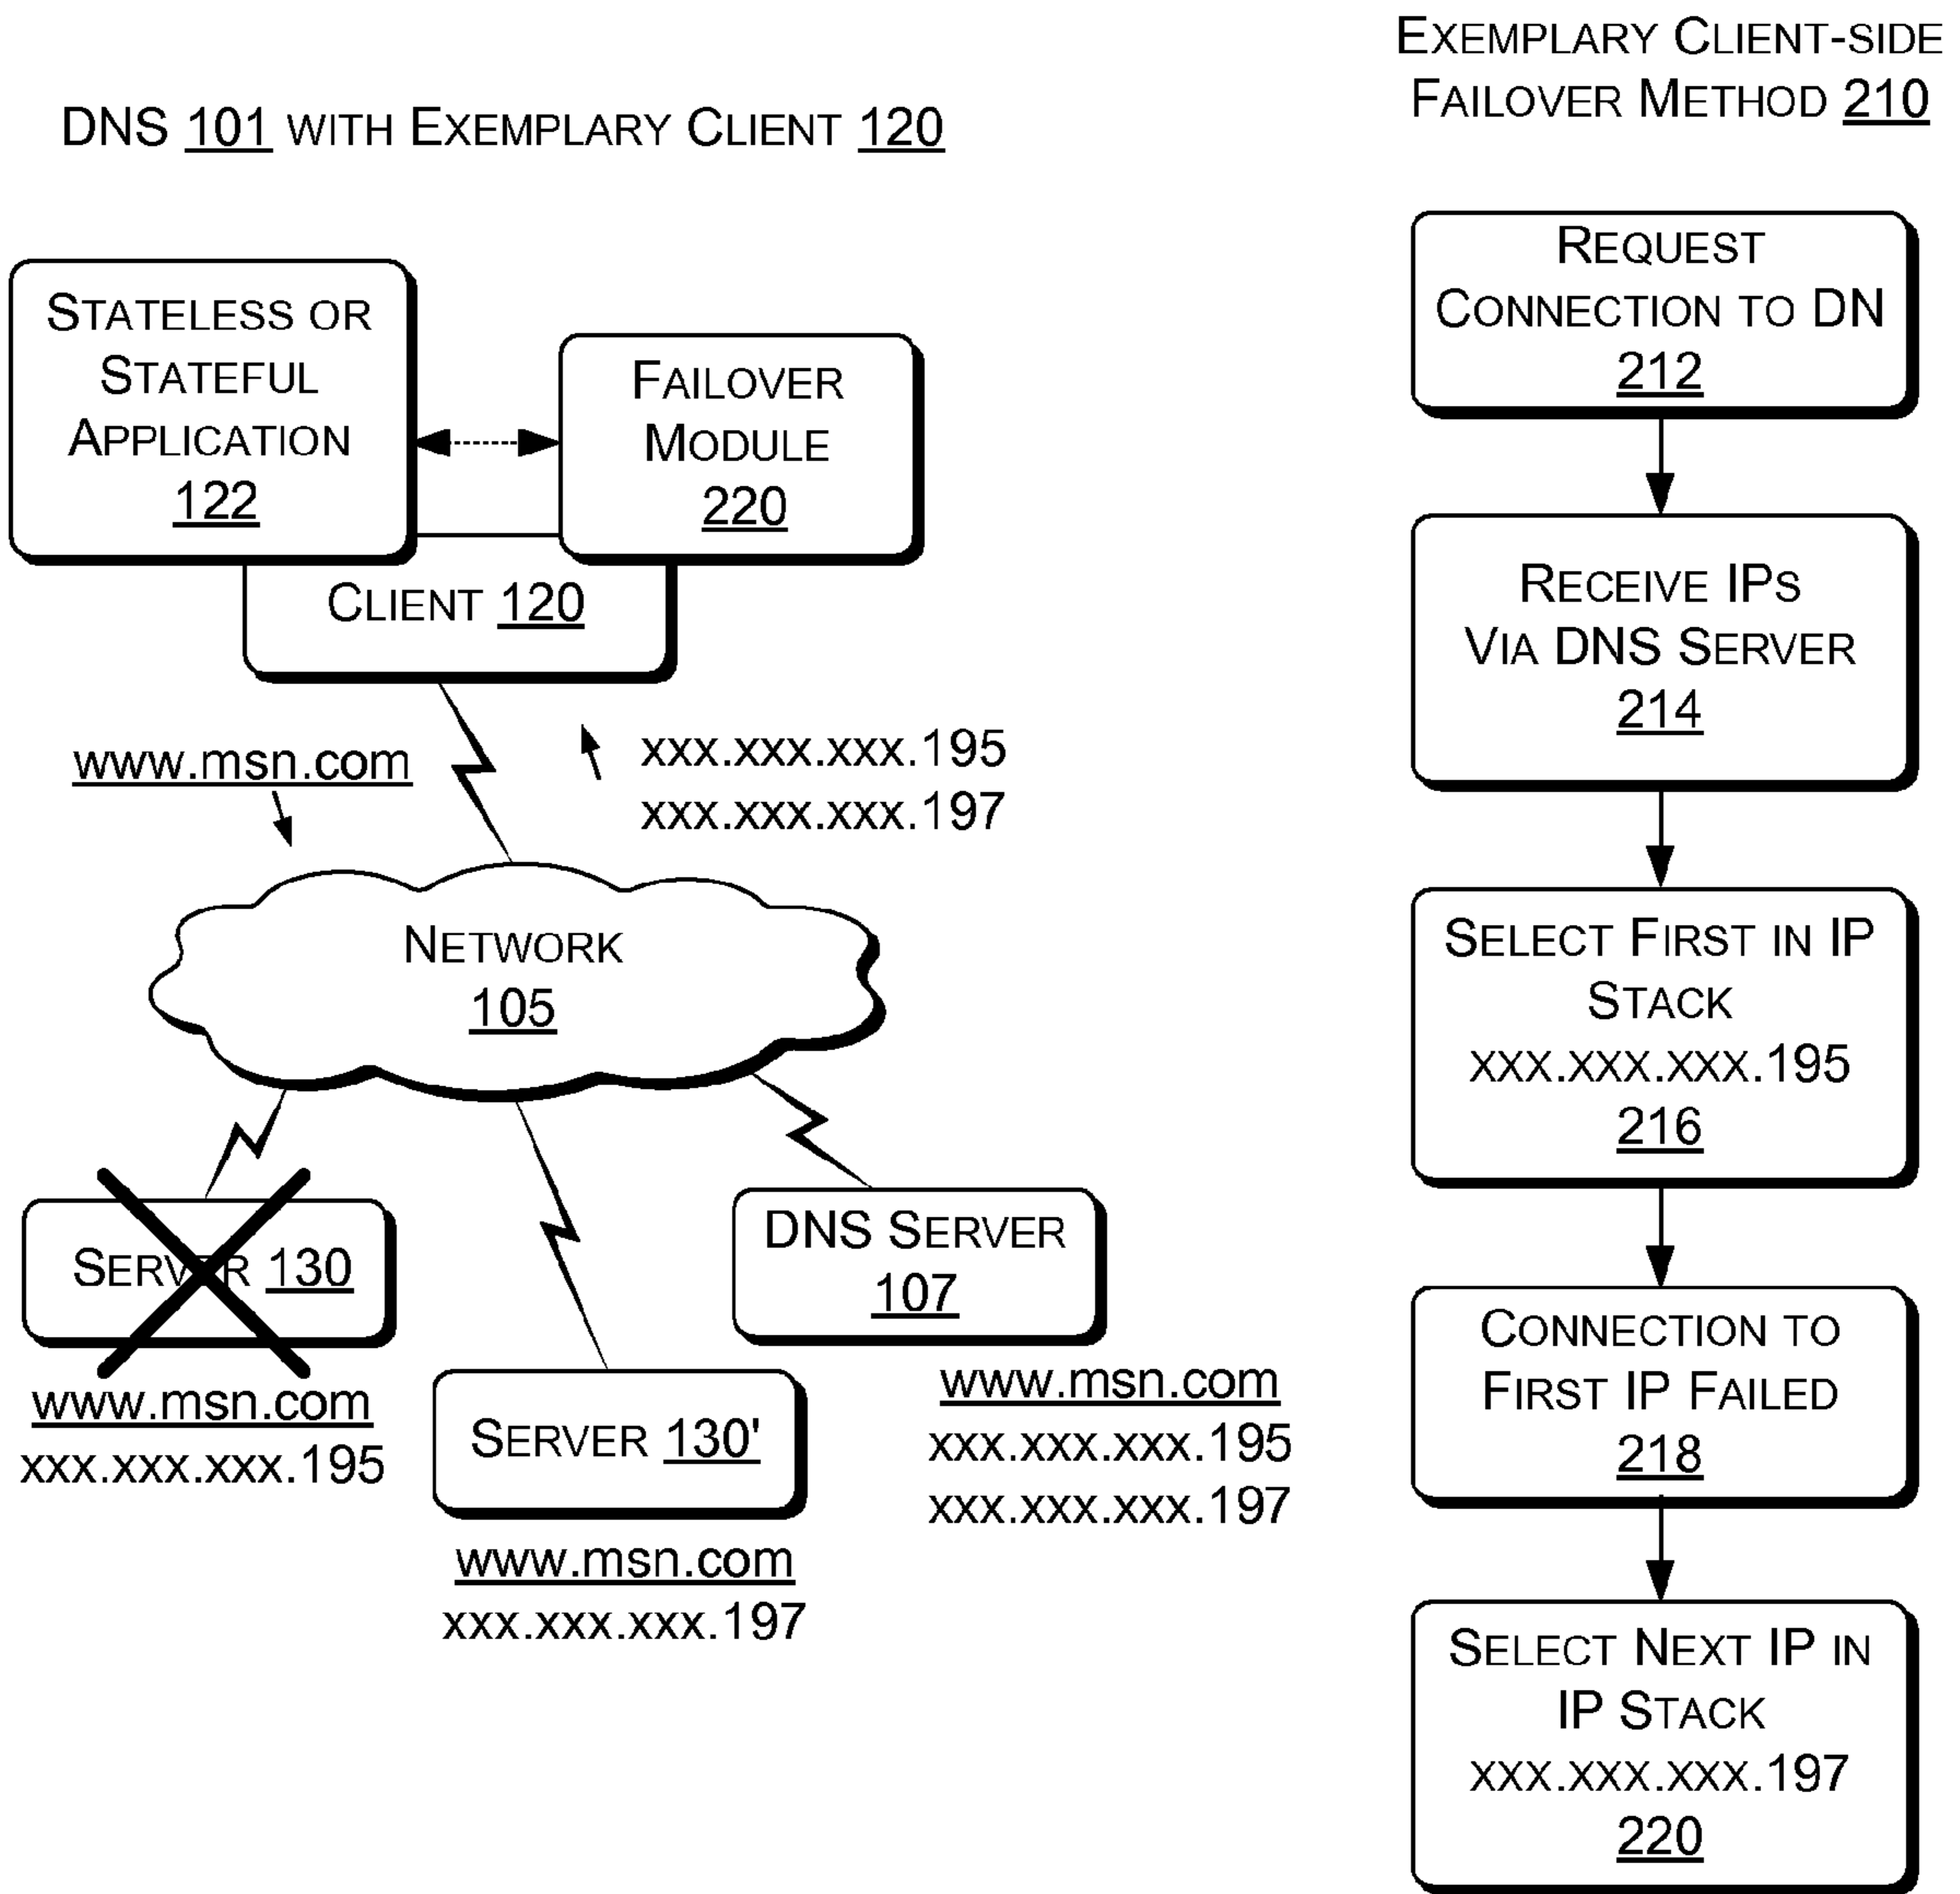 DNS 101 WITH EXEMPLARY CLIENT 120
STATELESS OR
STATEFUL
APPLICATION
122
FAILOVER
MODULE
220
CLIENT 120
www.msn.com
xxx.xxx.xxx.195
xxx.xxx.xxx.197
NETWORK
105
SERVER 130
www.msn.com
xxx.xxx.xxx.195
SERVER 130'
www.msn.com
xxx.xxx.xxx.197
DNS SERVER
107
www.msn.com
xxx.xxx.xxx.195
xxx.xxx.xxx.197
EXEMPLARY CLIENT-SIDE
FAILOVER METHOD 210
REQUEST
CONNECTION TO DN
212
RECEIVE IPS
VIA DNS SERVER
214
SELECT FIRST IN IP
STACK
xxx.xxx.xxx.195
216
CONNECTION TO
FIRST IP FAILED
218
SELECT NEXT IP IN
IP STACK
xxx.xxx.xxx.197
220